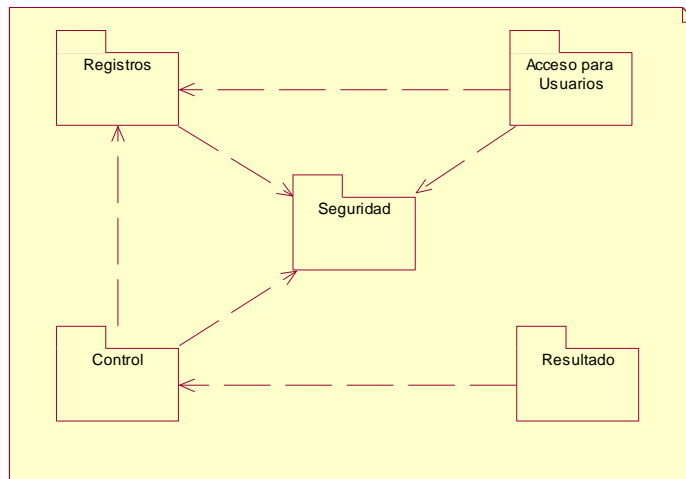 Registros
Acceso para
Usuarios
Seguridad
Control
Resultado